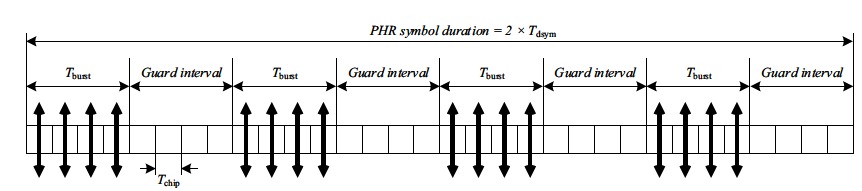 PHR symbol duration = 2 × Tdsym
Tburst Guard interval Tburst Guard interval Tburst Guard interval Tburst Guard interval
Tchip